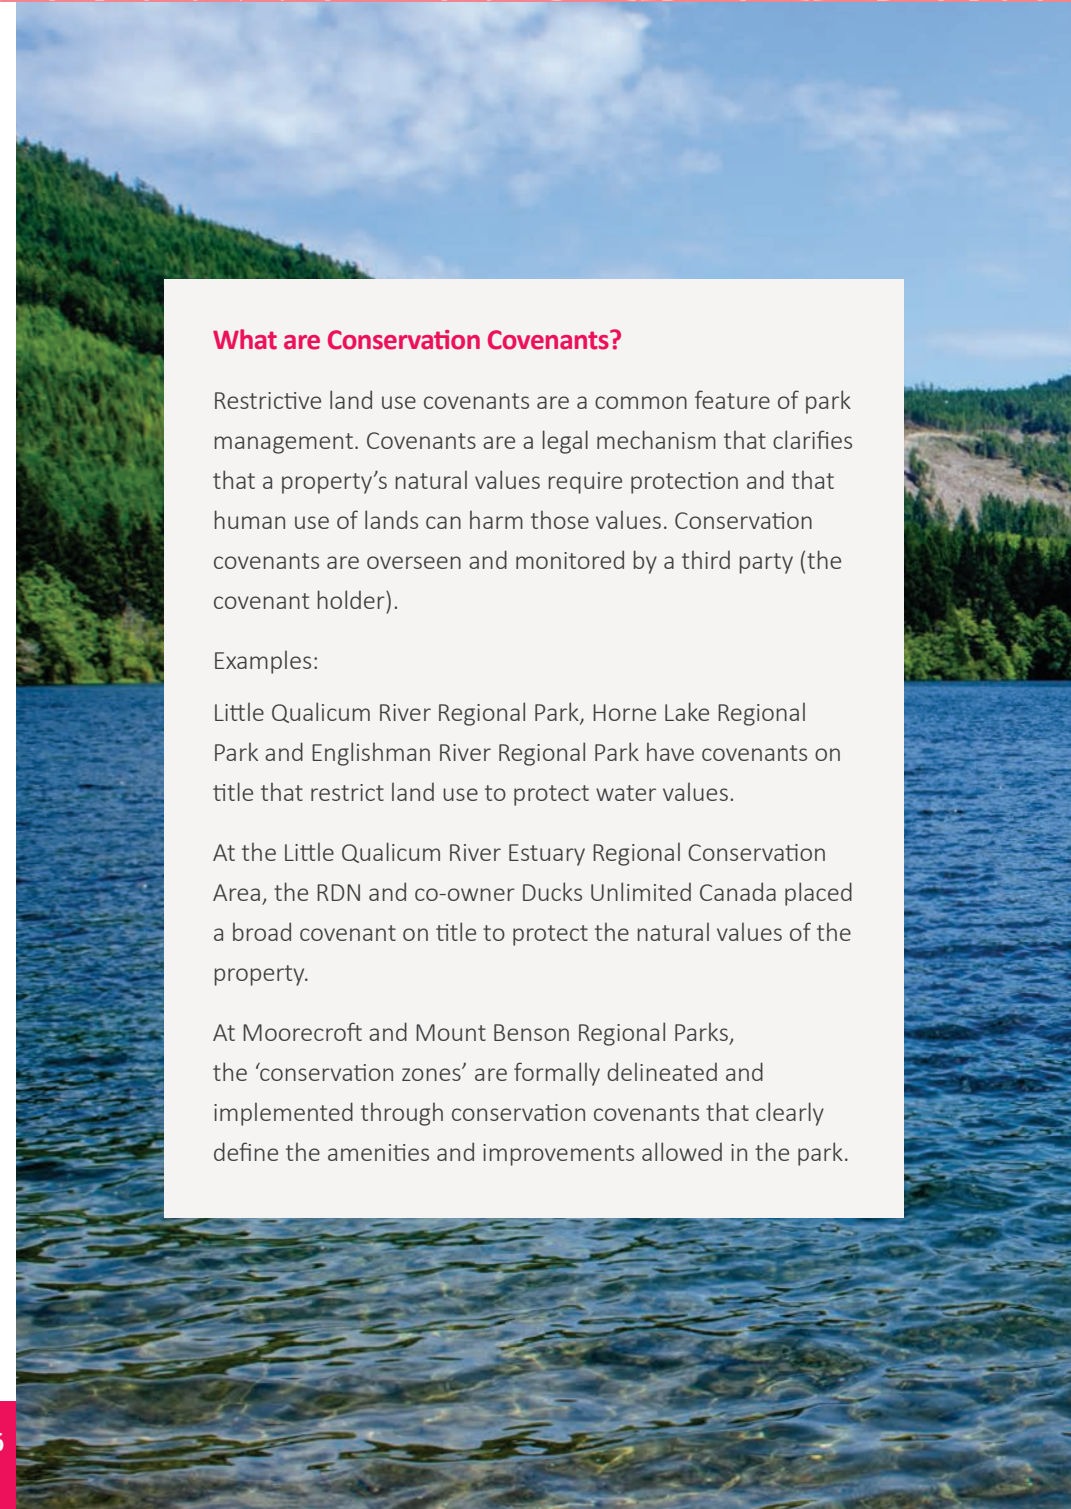 What are Conservation Covenants?
Restrictive land use covenants are a common feature of park
management. Covenants are a legal mechanism that clarifies
that a property’s natural values require protection and that
human use of lands can harm those values. Conservation
covenants are overseen and monitored by a third party (the
covenant holder).
Examples:
Little Qualicum River Regional Park, Horne Lake Regional
Park and Englishman River Regional Park have covenants on
title that restrict land use to protect water values.
At the Little Qualicum River Estuary Regional Conservation
Area, the RDN and co-owner Ducks Unlimited Canada placed
a broad covenant on title to protect the natural values of the
property.
At Moorecroft and Mount Benson Regional Parks,
the ‘conservation zones’ are formally delineated and
implemented through conservation covenants that clearly
define the amenities and improvements allowed in the park.